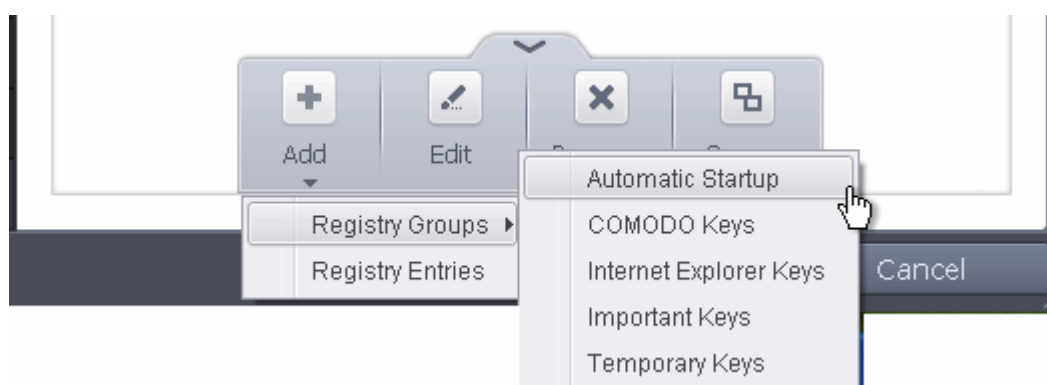 Add
Edit
Registry Groups
Registry Entries
Automatic Startup
COMODO Keys
Internet Explorer Keys
Important Keys
Temporary Keys
Cancel